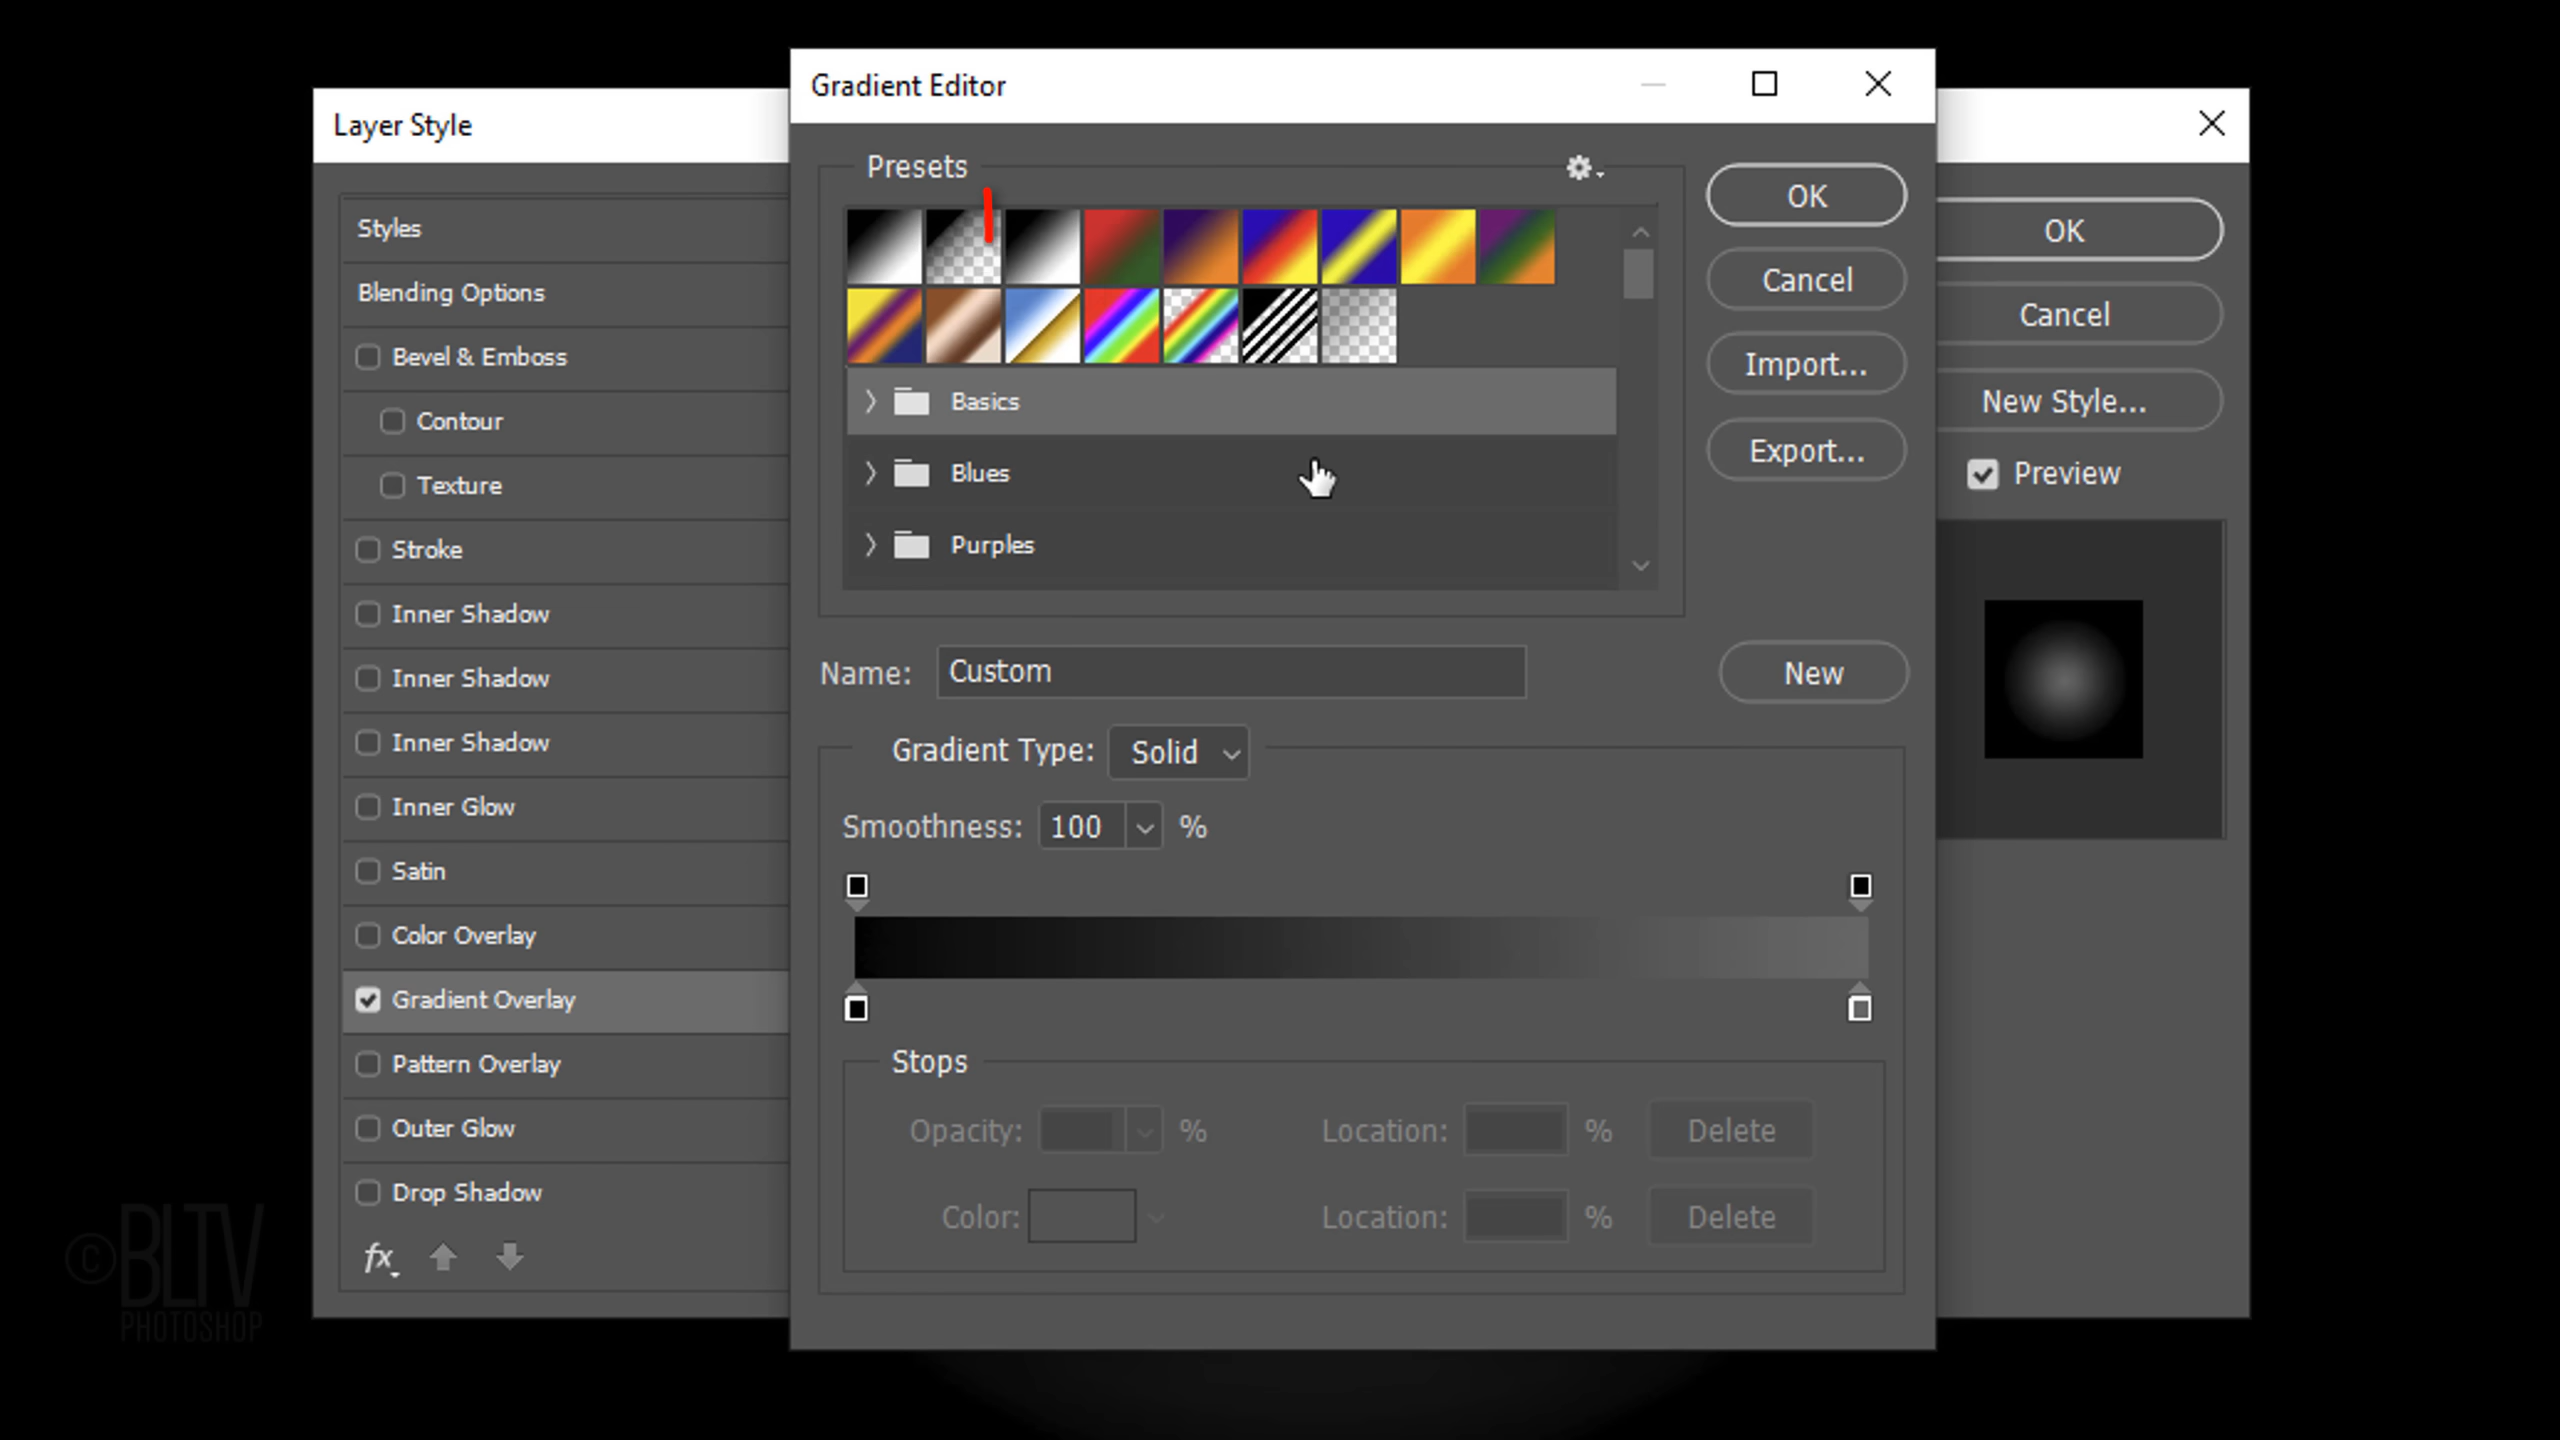 Gradient Editor
Layer Style
Presets
OK
Cancel
Import...
Export...
Basics
Blues
Purples
Name: Custom
New
Gradient Type: Solid
Smoothness: 100 %
Stops
Opacity: %
Location: %
Delete
Color:
Location: %
Delete
Styles
Blending Options
Bevel & Emboss
Contour
Texture
Stroke
Inner Shadow
Inner Shadow
Inner Shadow
Inner Glow
Satin
Color Overlay
Gradient Overlay
Pattern Overlay
Outer Glow
Drop Shadow
fx
OK
Cancel
New Style...
Preview
© BLTV
PHOTOSHOP